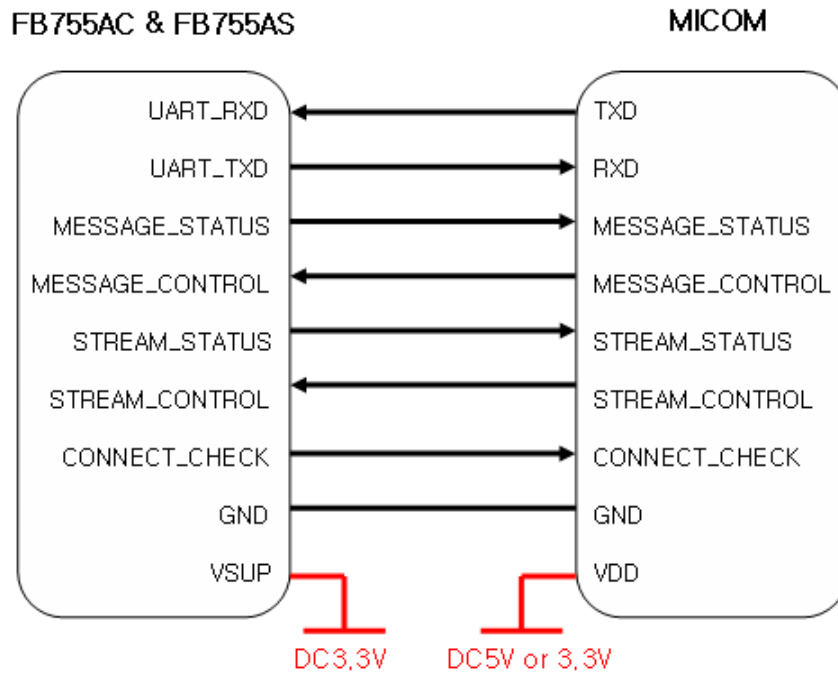 FB755AC & FB755AS MICOM
UART_RXD TXD
UART_TXD RXD
MESSAGE_STATUS MESSAGE_STATUS
MESSAGE_CONTROL MESSAGE_CONTROL
STREAM_STATUS STREAM_STATUS
STREAM_CONTROL STREAM_CONTROL
CONNECT_CHECK CONNECT_CHECK
GND GND
VSUP VDD
DC3,3V DC5V or 3,3V